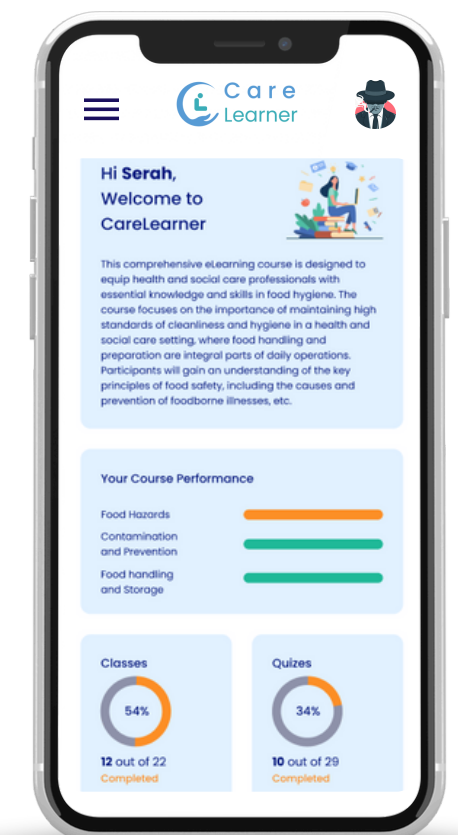 Care
Learner
Hi Serah,
Welcome to
CareLearner
This comprehensive eLearning course is designed to
equip health and social care professionals with
essential knowledge and skills in food hygiene. The
course focuses on the importance of maintaining high
standards of cleanliness and hygiene in a health and
social care setting, where food handling and
preparation are integral parts of daily operations.
Participants will gain an understanding of the key
principles of food safety, including the causes and
prevention of foodborne illnesses, etc.
Your Course Performance
Food Hazards
Contamination
and Prevention
Food handling
and Storage
Classes
54%
12 out of 22
Completed
Quizes
34%
10 out of 29
Completed